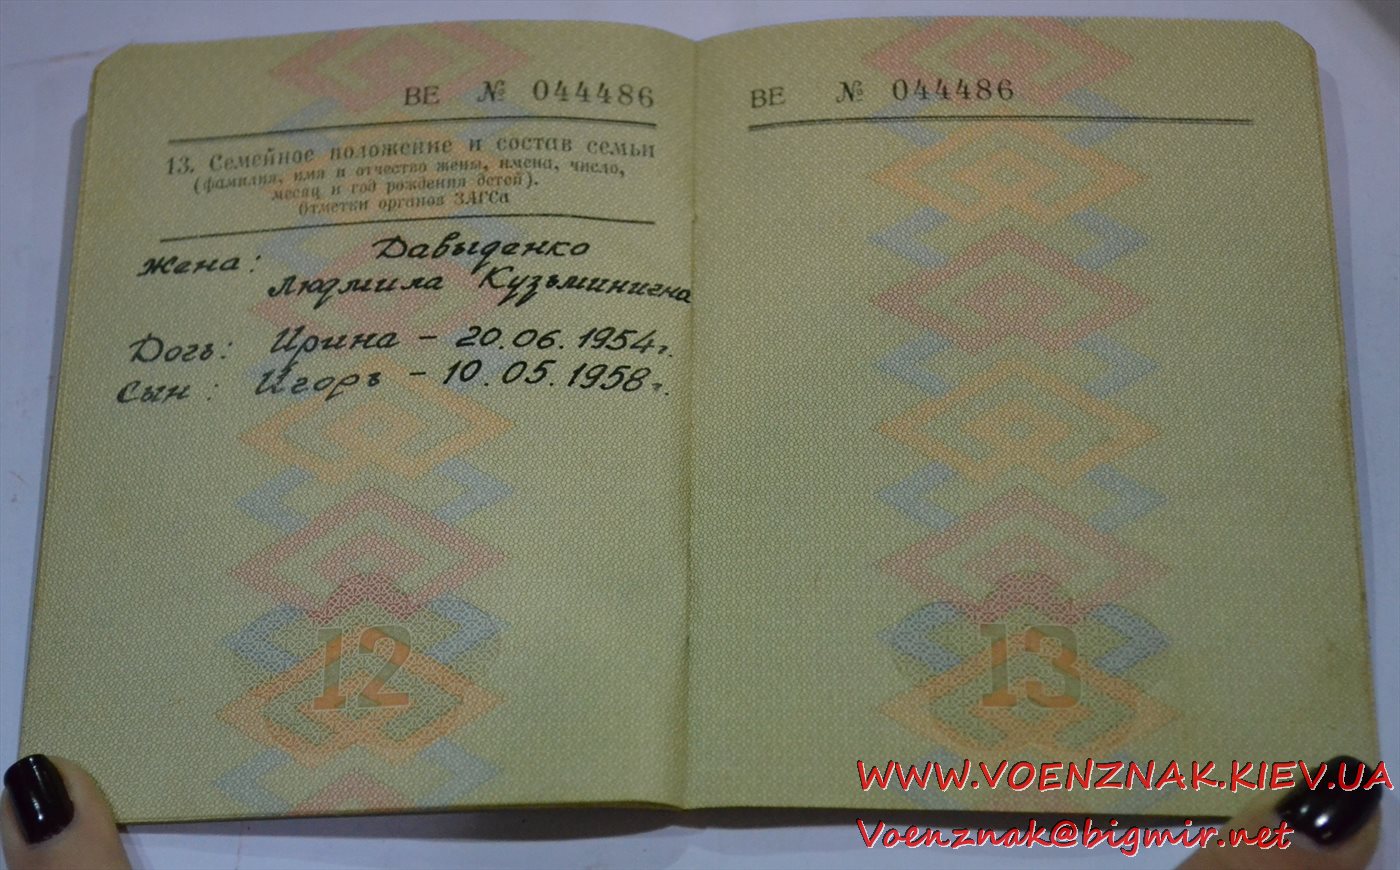 ВЕ № 044486
13. Семейное положение и состав семьи
(фамилия, имя и отчество жены, имена, число,
месяц и год рождения детей).
Отметки органов ЗАГСа
Жена: Давыденко
Людмила Кузьминична
Дочь: Ирина – 20.06.1954г.
Сын: Игорь – 10.05.1958г.
12
ВЕ № 044486
13
WWW.VOENZNAK.KIEV.UA
Voenznak@bigmir.net